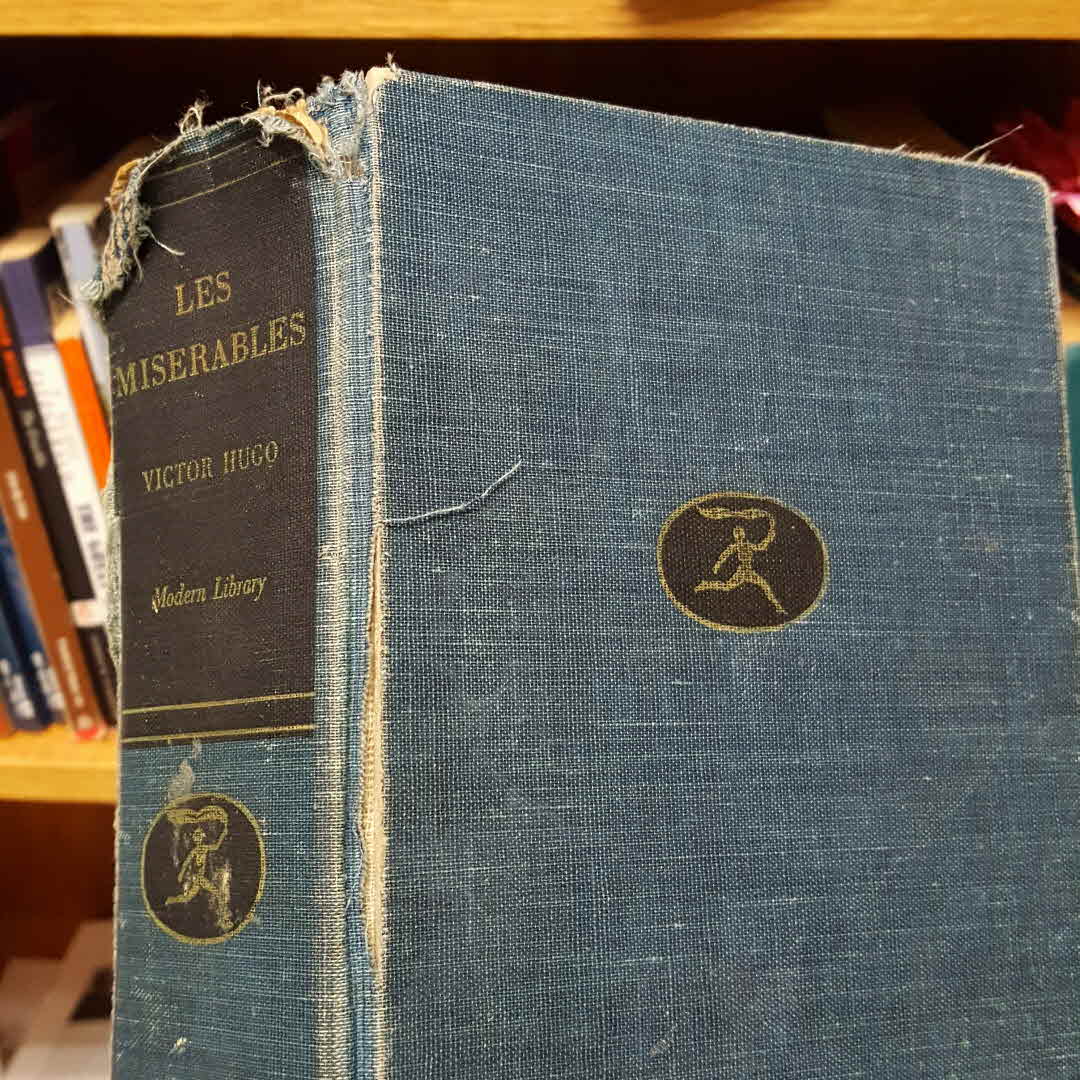 LES
MISERABLES
VICTOR HUGO
Modern Library